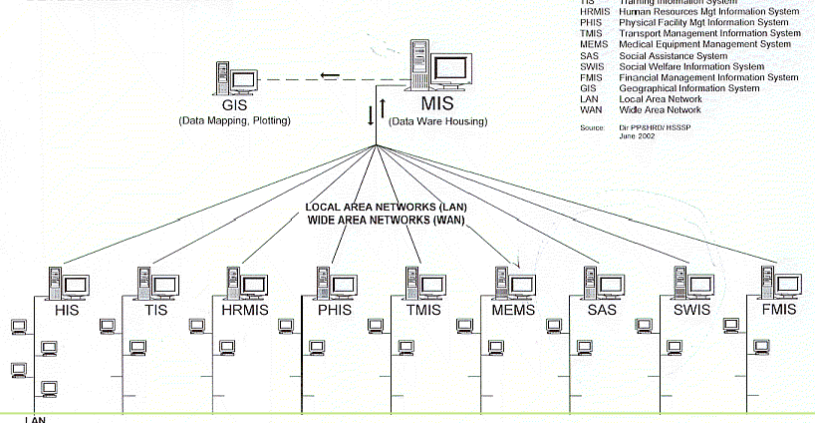 TIS Training Information System
HRMIS Human Resources Mgt Information System
PHIS Physical Facility Mgt Information System
TMIS Transport Management Information System
MEMS Medical Equipment Management System
SAS Social Assistance System
SWIS Social Welfare Information System
FMIS Financial Management Information System
GIS Geographical Information System
LAN Local Area Network
WAN Wide Area Network
Source: Dir PP&HRD/ HSSSP
June 2002
GIS
(Data Mapping, Plotting)
MIS
(Data Ware Housing)
LOCAL AREA NETWORKS (LAN)
WIDE AREA NETWORKS (WAN)
HIS TIS HRMIS PHIS TMIS MEMS SAS SWIS FMIS
LAN